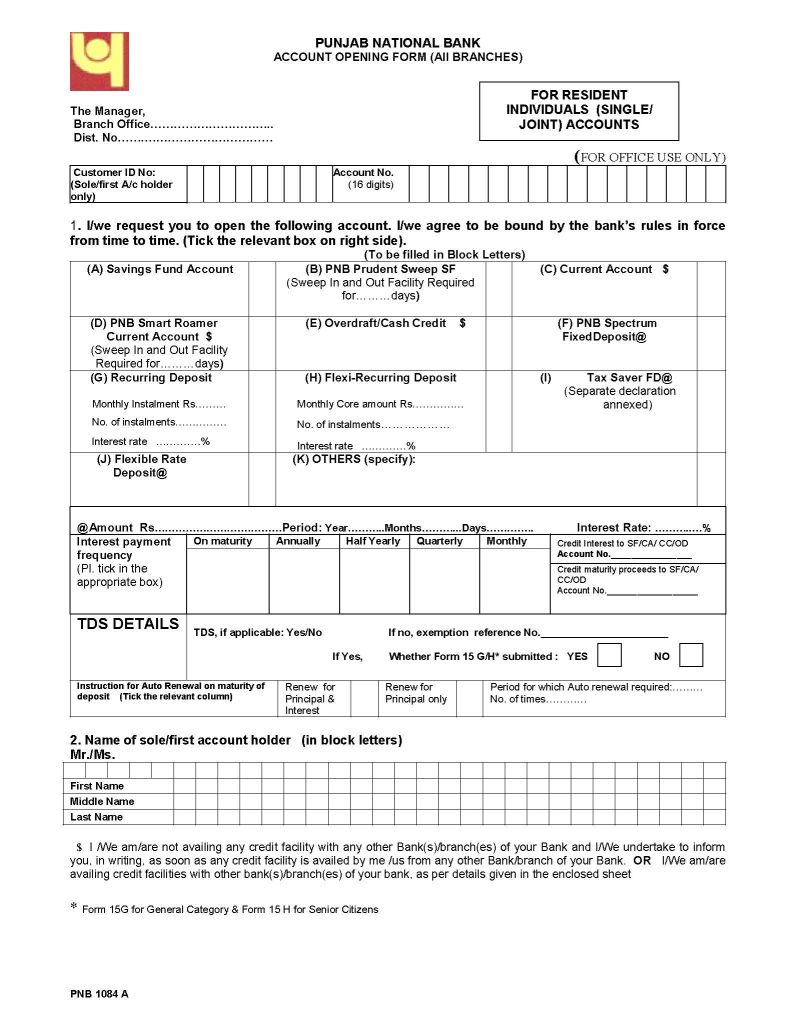 PUNJAB NATIONAL BANK
ACCOUNT OPENING FORM (All BRANCHES)
FOR RESIDENT
INDIVIDUALS (SINGLE/
JOINT) ACCOUNTS
The Manager,
Branch Office…………………………..
Dist. No…………………………………
(FOR OFFICE USE ONLY)
Customer ID No:
(Sole/first A/c holder
only)
Account No.
(16 digits)
1. I/we request you to open the following account. I/we agree to be bound by the bank's rules in force
from time to time. (Tick the relevant box on right side).
(To be filled in Block Letters)
(A) Savings Fund Account
(B) PNB Prudent Sweep SF
(Sweep In and Out Facility Required
for………days)
(C) Current Account $
(D) PNB Smart Roamer
Current Account $
(Sweep In and Out Facility
Required for………days)
(E) Overdraft/Cash Credit $
(F) PNB Spectrum
FixedDeposit@
(G) Recurring Deposit
Monthly Instalment Rs………
No. of instalments……………
Interest rate ………….%
(H) Flexi-Recurring Deposit
Monthly Core amount Rs……………
No. of instalments………………
Interest rate ………….%
(I) Tax Saver FD@
(Separate declaration
annexed)
(J) Flexible Rate
Deposit@
(K) OTHERS (specify):
@Amount Rs……………………………….Period: Year………..Months………...Days………….. Interest Rate: ………..…%
Interest payment
frequency
(Pl. tick in the
appropriate box)
On maturity
Annually
Half Yearly
Quarterly
Monthly
Credit Interest to SF/CA/ CC/OD
Account No.________________
Credit maturity proceeds to SF/CA/
CC/OD
Account No.__________________
TDS DETAILS
TDS, if applicable: Yes/No If no, exemption reference No.______________________
If Yes, Whether Form 15 G/H* submitted : YES NO
Instruction for Auto Renewal on maturity of
deposit (Tick the relevant column)
Renew for
Principal &
Interest
Renew for
Principal only
Period for which Auto renewal required:………
No. of times…………
2. Name of sole/first account holder (in block letters)
Mr./Ms.
First Name
Middle Name
Last Name
$ I /We am/are not availing any credit facility with any other Bank(s)/branch(es) of your Bank and I/We undertake to inform
you, in writing, as soon as any credit facility is availed by me /us from any other Bank/branch of your Bank. OR I/We am/are
availing credit facilities with other bank(s)/branch(es) of your bank, as per details given in the enclosed sheet
* Form 15G for General Category & Form 15 H for Senior Citizens
PNB 1084 A